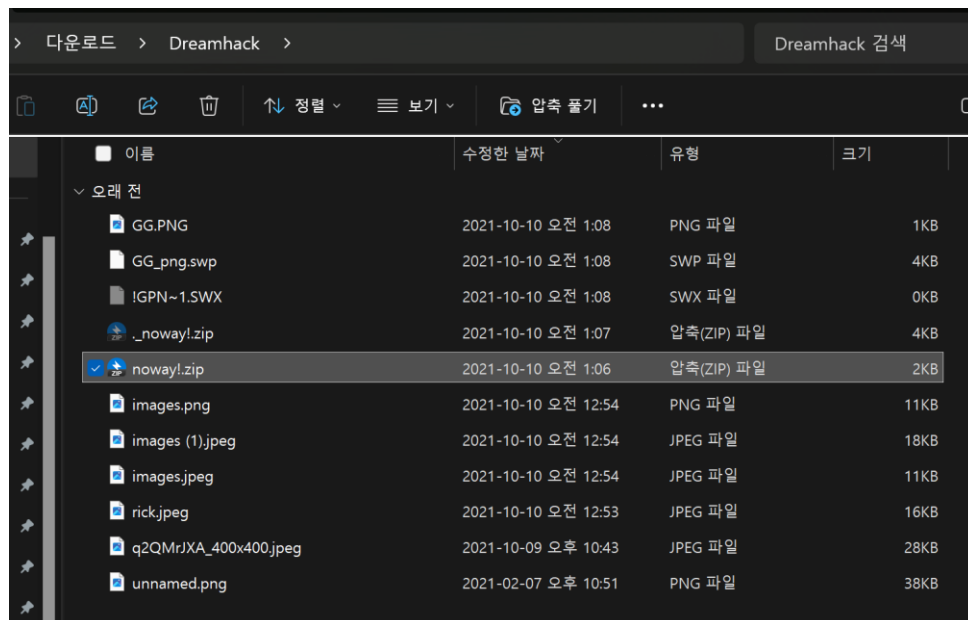 > 다운로드 > Dreamhack > Dreamhack 검색
정렬 보기 압축 풀기 •••
이름 수정한 날짜 유형 크기
오래 전
GG.PNG 2021-10-10 오전 1:08 PNG 파일 1KB
GG_png.swp 2021-10-10 오전 1:08 SWP 파일 4KB
!GPN~1.SWX 2021-10-10 오전 1:08 SWX 파일 0KB
._noway!.zip 2021-10-10 오전 1:07 압축(ZIP) 파일 4KB
noway!.zip 2021-10-10 오전 1:06 압축(ZIP) 파일 2KB
images.png 2021-10-10 오전 12:54 PNG 파일 11KB
images (1).jpeg 2021-10-10 오전 12:54 JPEG 파일 18KB
images.jpeg 2021-10-10 오전 12:54 JPEG 파일 11KB
rick.jpeg 2021-10-10 오전 12:53 JPEG 파일 16KB
q2QMrJXA_400x400.jpeg 2021-10-09 오후 10:43 JPEG 파일 28KB
unnamed.png 2021-02-07 오후 10:51 PNG 파일 38KB